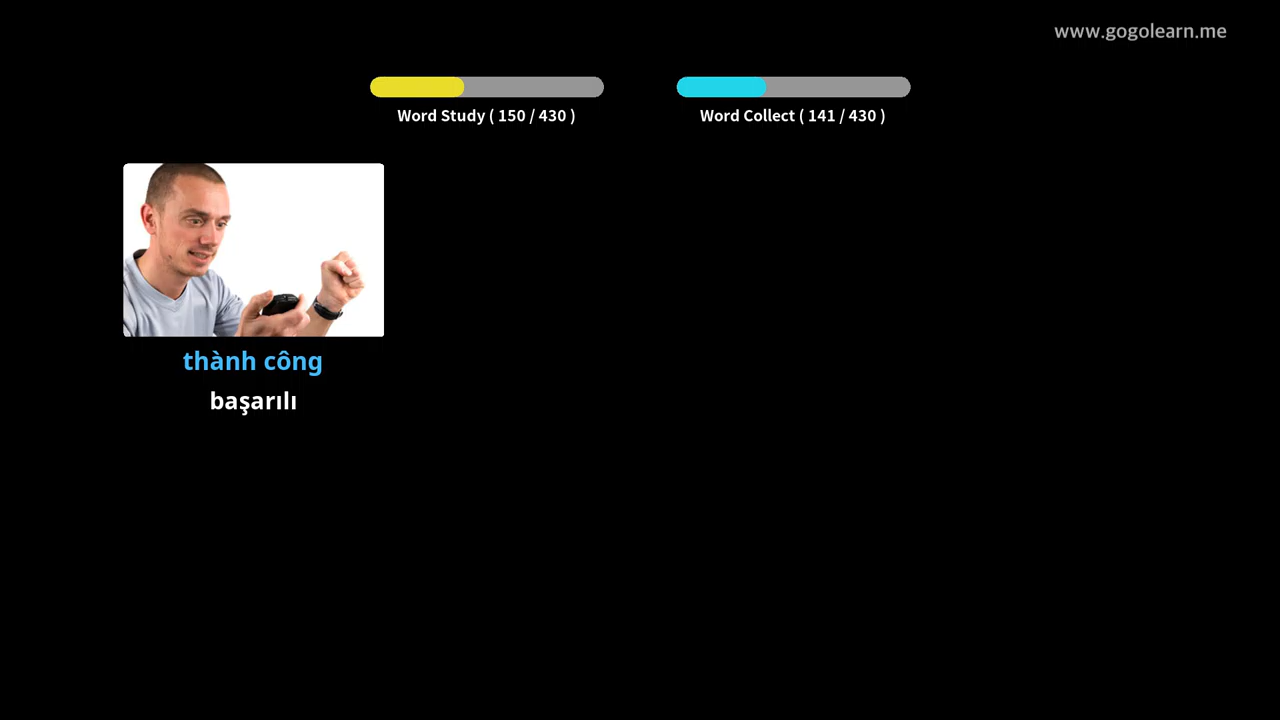 www.gogolearn.me
Word Study ( 150 / 430 )
Word Collect ( 141 / 430 )
thành công
başarılı